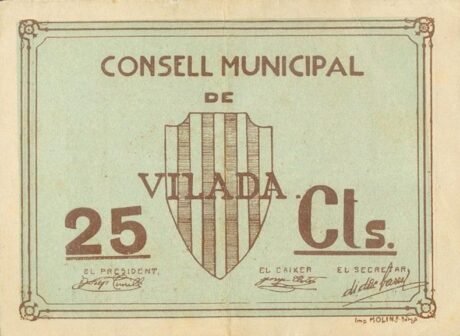 CONSELL MUNICIPAL
DE
VILADA.
25 Cts.
EL PRESIDENT, EL CAIXER EL SECRETARI
Imp. MOLINS